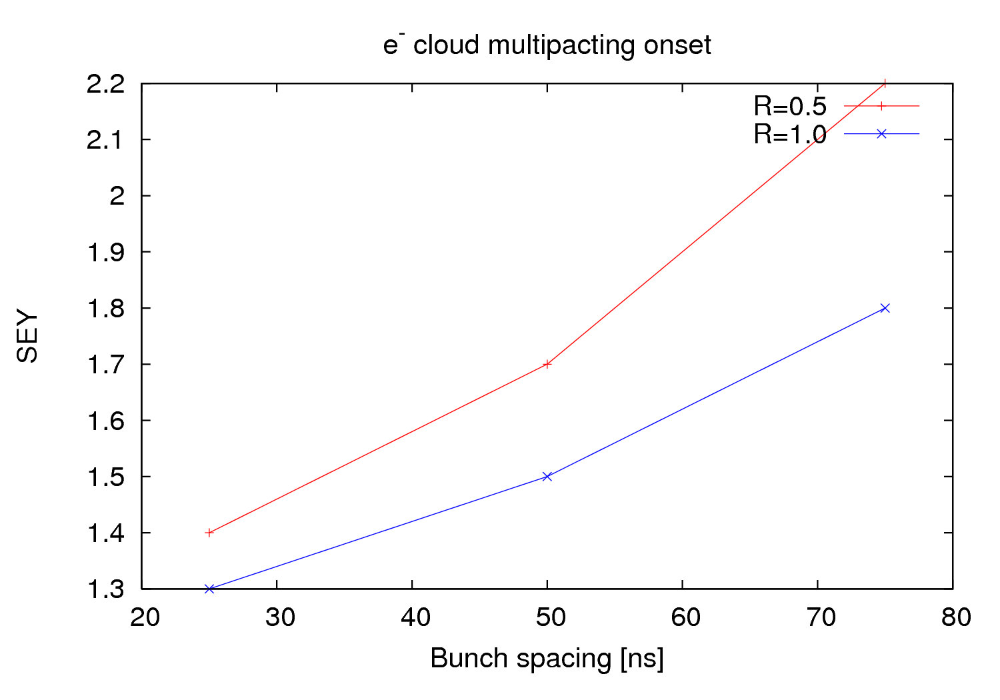 e- cloud multipacting onset
2.2
2.1
2
1.9
1.8
1.7
1.6
1.5
1.4
1.3
SEY
R=0.5
R=1.0
20 30 40 50 60 70 80
Bunch spacing [ns]